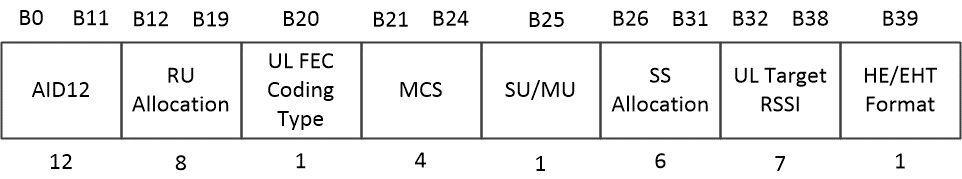 B0 B11 B12 B19 B20 B21 B24 B25 B26 B31 B32 B38 B39
AID12
RU
Allocation
UL FEC
Coding
Type
MCS
SU/MU
SS
Allocation
UL Target
RSSI
HE/EHT
Format
12 8 1 4 1 6 7 1